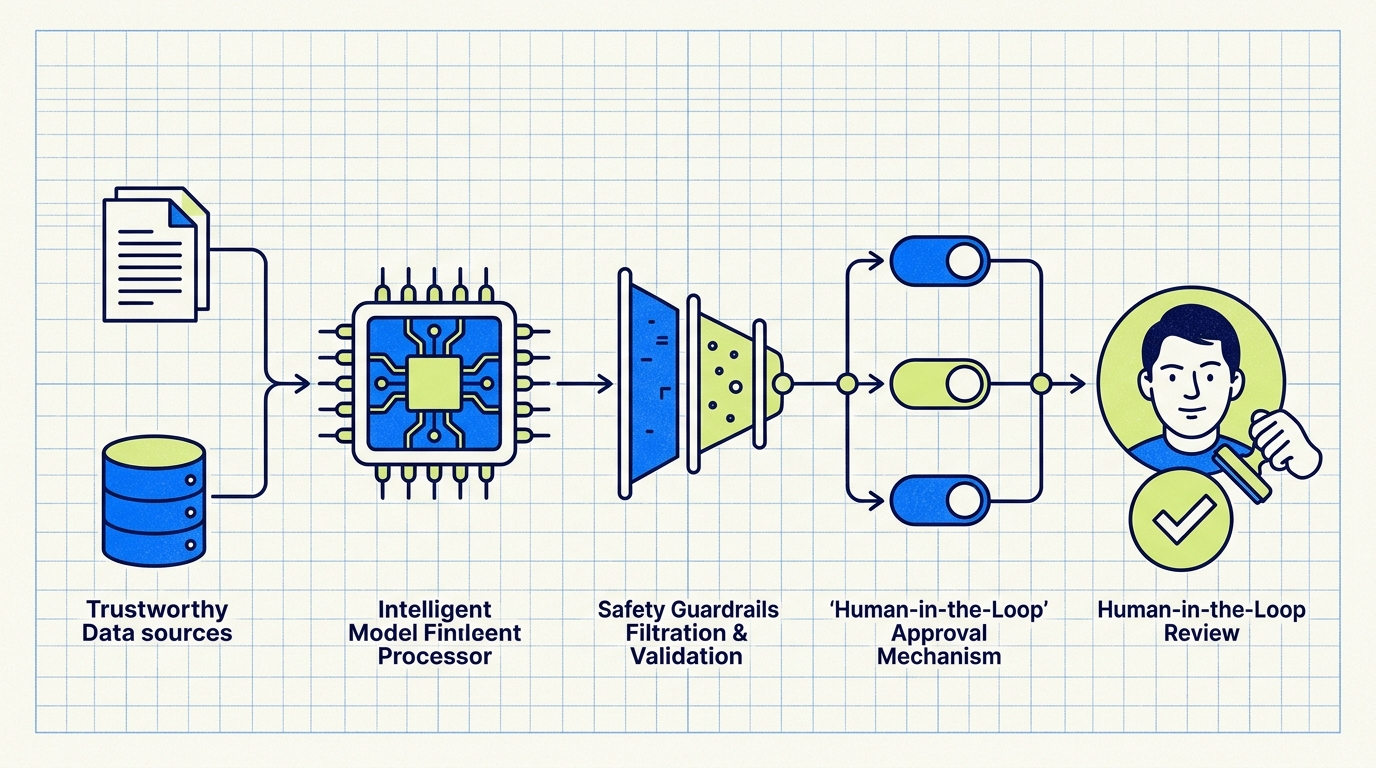 Trustworthy
Data sources
Intelligent
Model Finileent
Processor
Safety Guardrails
Filtration &
Validation
‘Human-in-the-Loop’
Approval
Mechanism
Human-in-the-Loop
Review